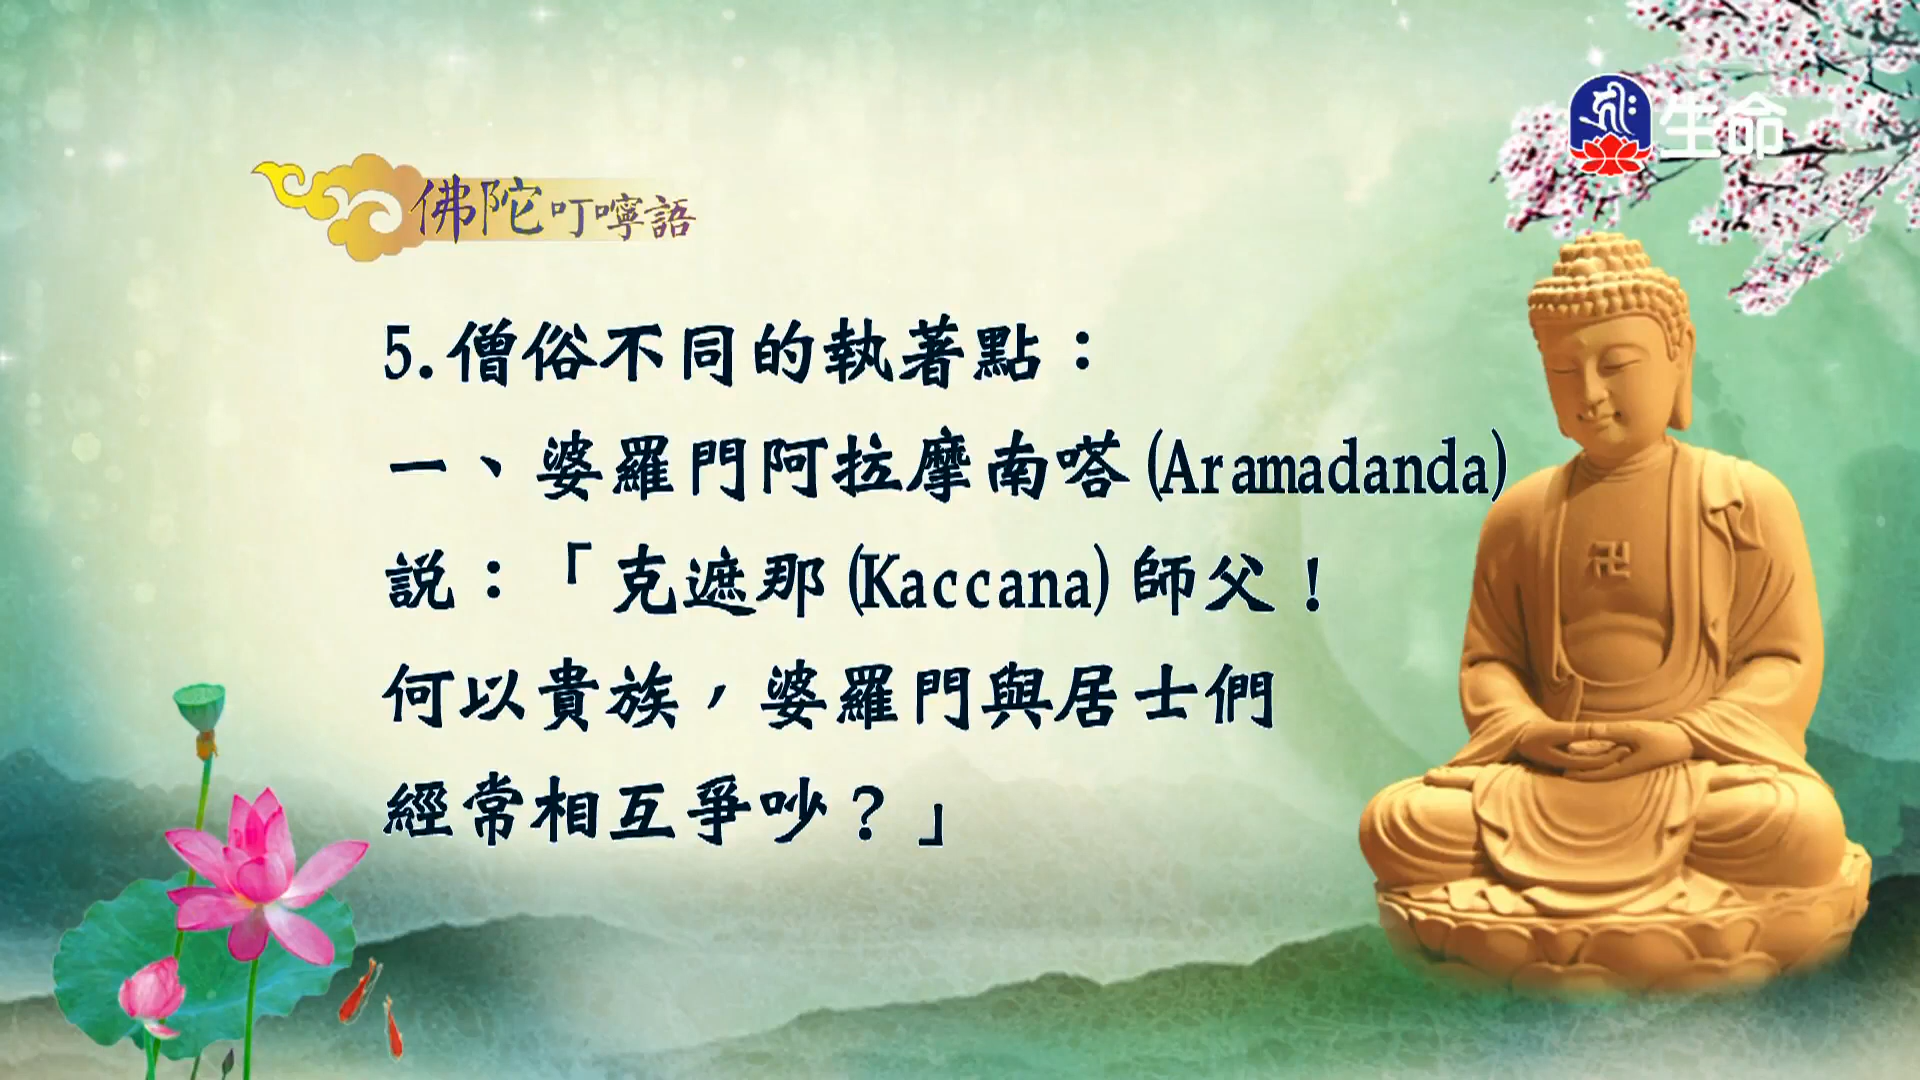 生命
佛陀叮嚀語
5.僧俗不同的執著點：
一、婆羅門阿拉摩南嗒(Aramadanda)
説：「克遮那(Kaccana)師父！
何以貴族，婆羅門與居士們
經常相互爭吵？」